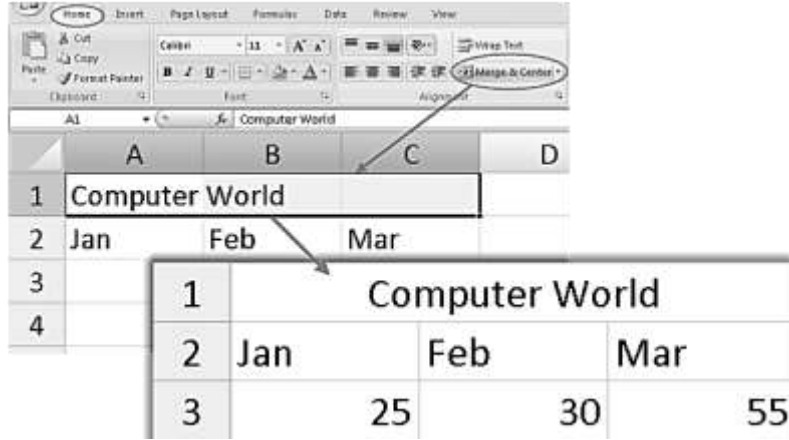 Home Insert Page Layout Formulas Data Review View
Cut
Copy
Paste
Format Painter
Calibri 11 A A
B I U A
Wrap Text
Merge & Center
Clipboard Font Alignment
A1 fx Computer World
A B C D
1 Computer World
2 Jan Feb Mar
3
4
1 Computer World
2 Jan Feb Mar
3 25 30 55